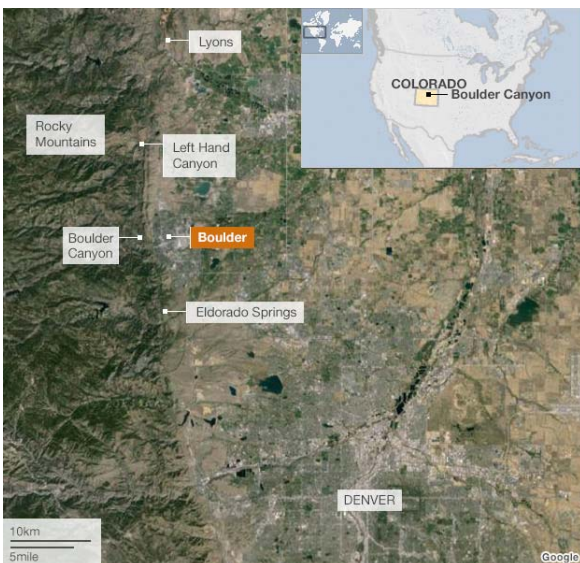 Lyons
COLORADO
Boulder Canyon
Rocky
Mountains
Left Hand
Canyon
Boulder
Canyon
Boulder
Eldorado Springs
DENVER
10km
5mile
Google